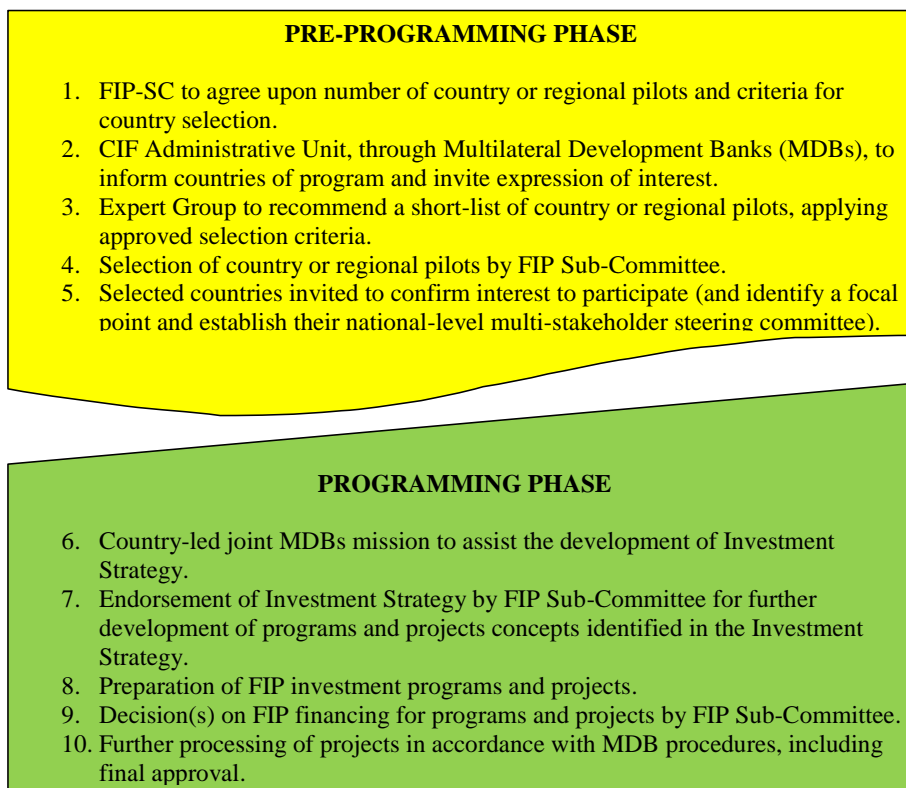 PRE-PROGRAMMING PHASE
1. FIP-SC to agree upon number of country or regional pilots and criteria for
country selection.
2. CIF Administrative Unit, through Multilateral Development Banks (MDBs), to
inform countries of program and invite expression of interest.
3. Expert Group to recommend a short-list of country or regional pilots, applying
approved selection criteria.
4. Selection of country or regional pilots by FIP Sub-Committee.
5. Selected countries invited to confirm interest to participate (and identify a focal
point and establish their national-level multi-stakeholder steering committee).
PROGRAMMING PHASE
6. Country-led joint MDBs mission to assist the development of Investment
Strategy.
7. Endorsement of Investment Strategy by FIP Sub-Committee for further
development of programs and projects concepts identified in the Investment
Strategy.
8. Preparation of FIP investment programs and projects.
9. Decision(s) on FIP financing for programs and projects by FIP Sub-Committee.
10. Further processing of projects in accordance with MDB procedures, including
final approval.